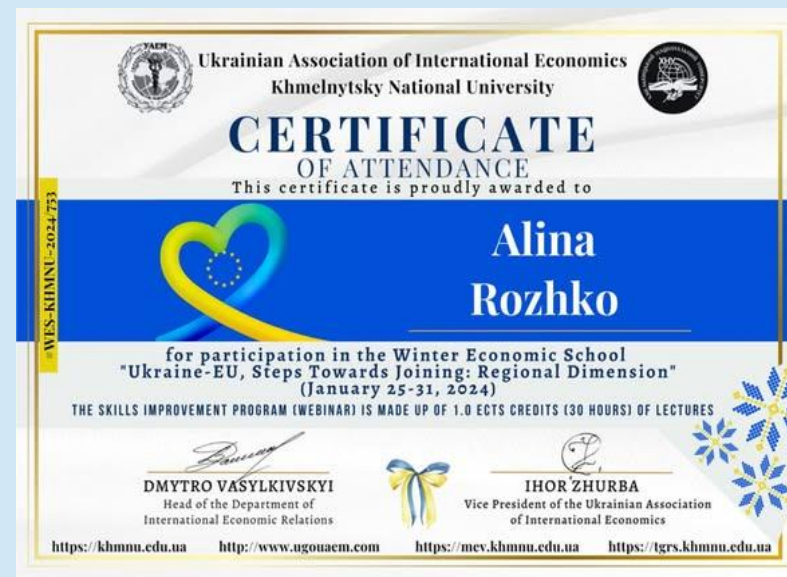 УАЕМ
Ukrainian Association of International Economics
Khmelnytsky National University
ХНУ
CERTIFICATE
OF ATTENDANCE
This certificate is proudly awarded to
Alina
Rozhko
WES-KHMNU-2024/753
for participation in the Winter Economic School
"Ukraine-EU, Steps Towards Joining: Regional Dimension"
(January 25-31, 2024)
THE SKILLS IMPROVEMENT PROGRAM (WEBINAR) IS MADE UP OF 1.0 ECTS CREDITS (30 HOURS) OF LECTURES
DMYTRO VASYLKIVSKYI
Head of the Department of
International Economic Relations
IHOR ZHURBA
Vice President of the Ukrainian Association
of International Economics
https://khmnu.edu.ua http://www.ugouaem.com https://mev.khmnu.edu.ua https://tgrs.khmnu.edu.ua